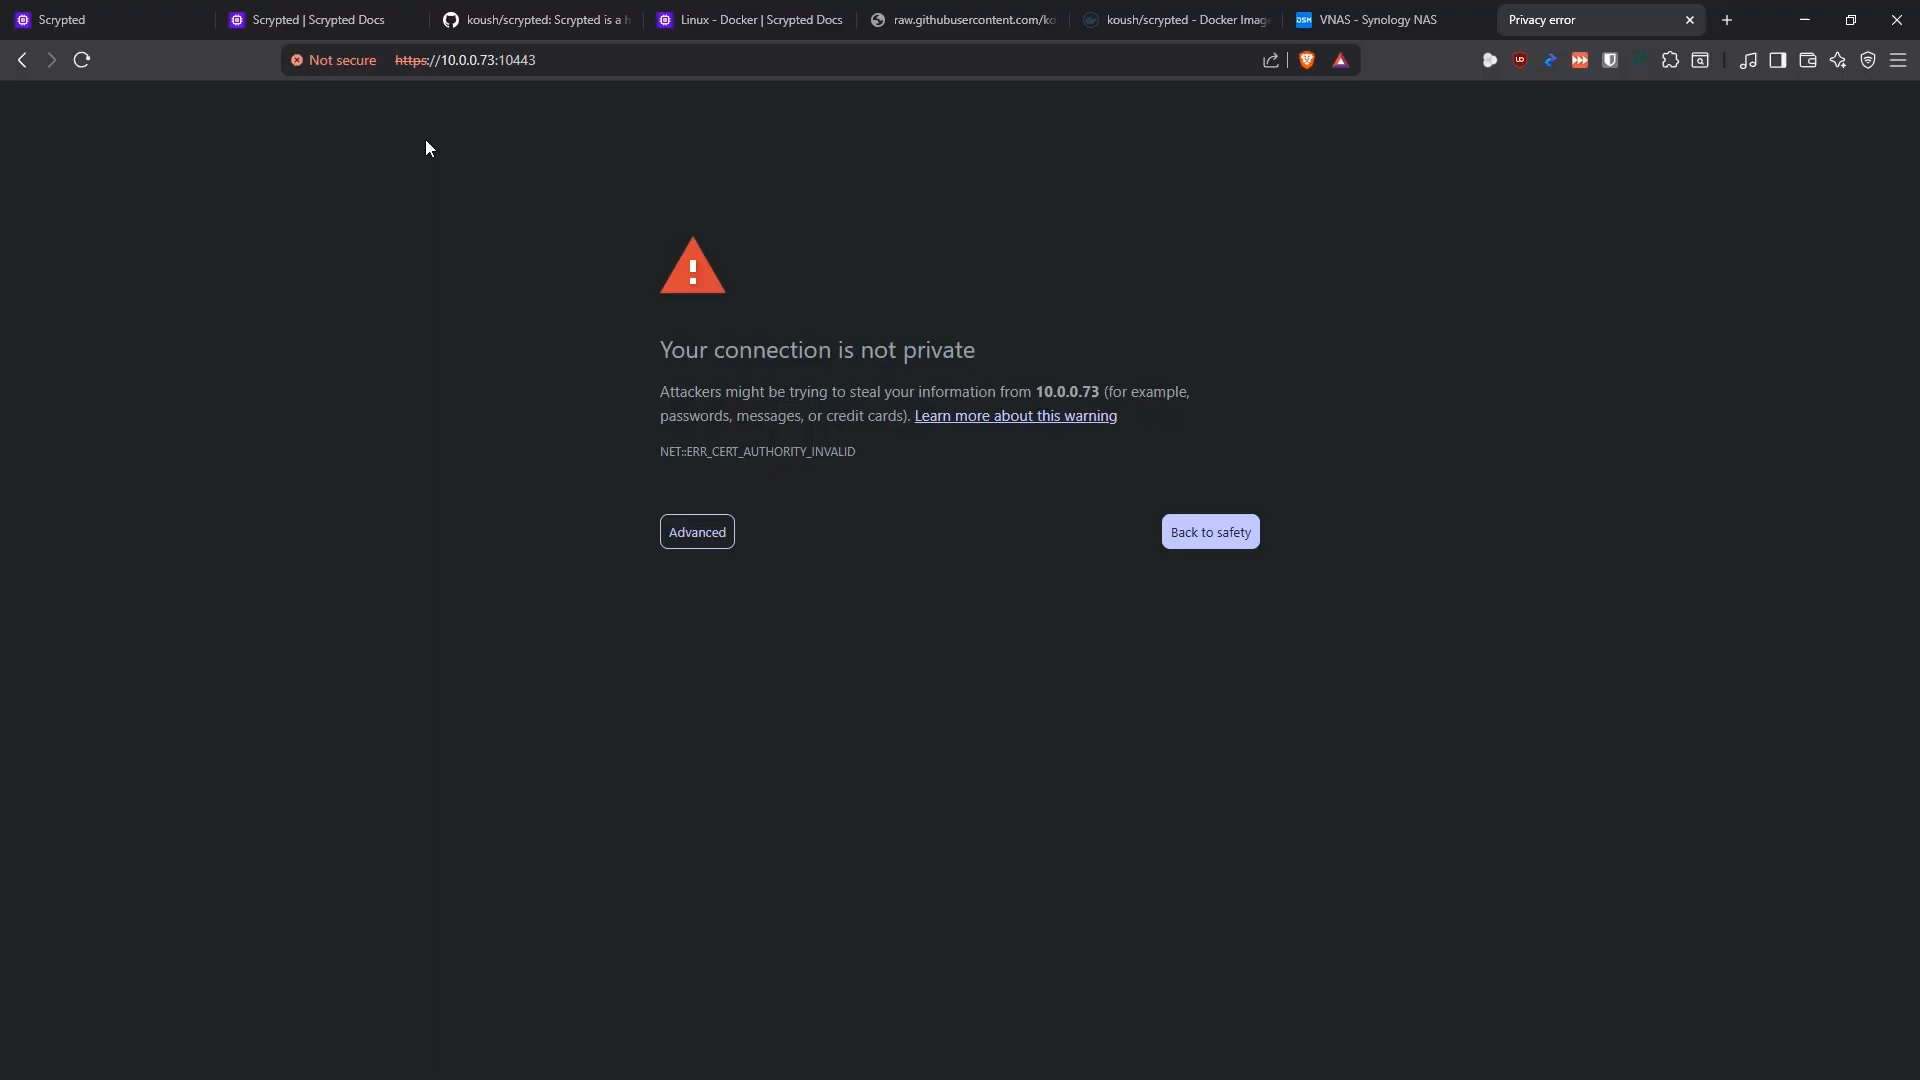 Scrypted
Scrypted | Scrypted Docs
koush/scrypted: Scrypted is a h
Linux - Docker | Scrypted Docs
raw.githubusercontent.com/ko
koush/scrypted - Docker Imag
DSM
VNAS - Synology NAS
Privacy error
Not secure
https://10.0.0.73:10443
Your connection is not private
Attackers might be trying to steal your information from 10.0.0.73 (for example,
passwords, messages, or credit cards). Learn more about this warning
NET::ERR_CERT_AUTHORITY_INVALID
Advanced
Back to safety